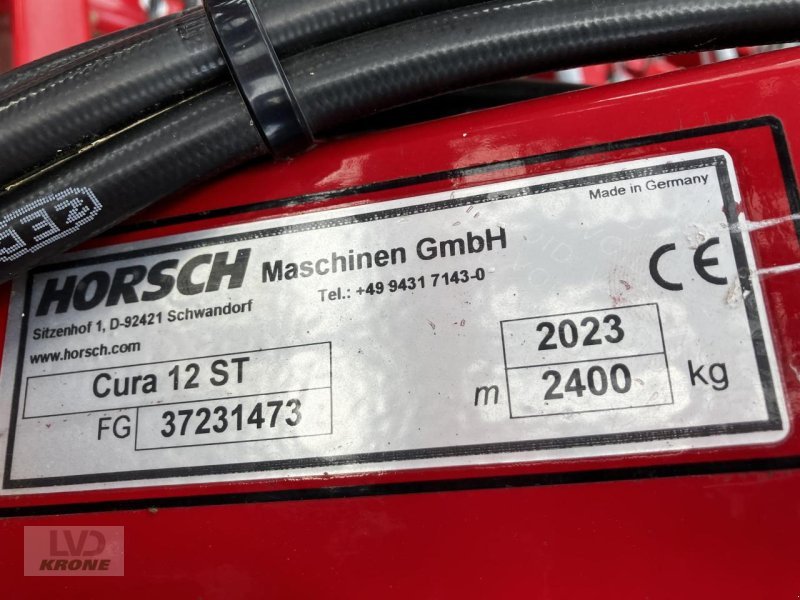 Made in Germany
HORSCH Maschinen GmbH
Sitzenhof 1, D-92421 Schwandorf
Tel.: +49 9431 7143-0
www.horsch.com
CE
Cura 12 ST
2023
FG 37231473
m 2400 kg
LVD
KRONE